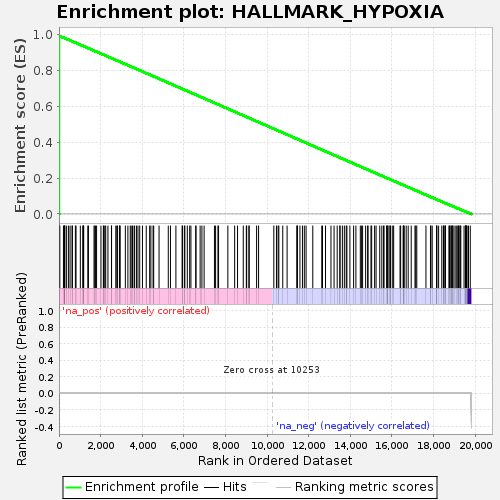 Enrichment plot: HALLMARK_HYPOXIA
Enrichment score (ES)
1.0
0.8
0.6
0.4
0.2
0.0
Ranked list metric (PreRanked)
1.0
0.8
0.6
0.4
0.2
0.0
-0.2
-0.4
'na_pos' (positively correlated)
Zero cross at 10253
'na_neg' (negatively correlated)
0
2,000
4,000
6,000
8,000
10,000
12,000
14,000
16,000
18,000
20,000
Rank in Ordered Dataset
Enrichment profile
Hits
Ranking metric scores